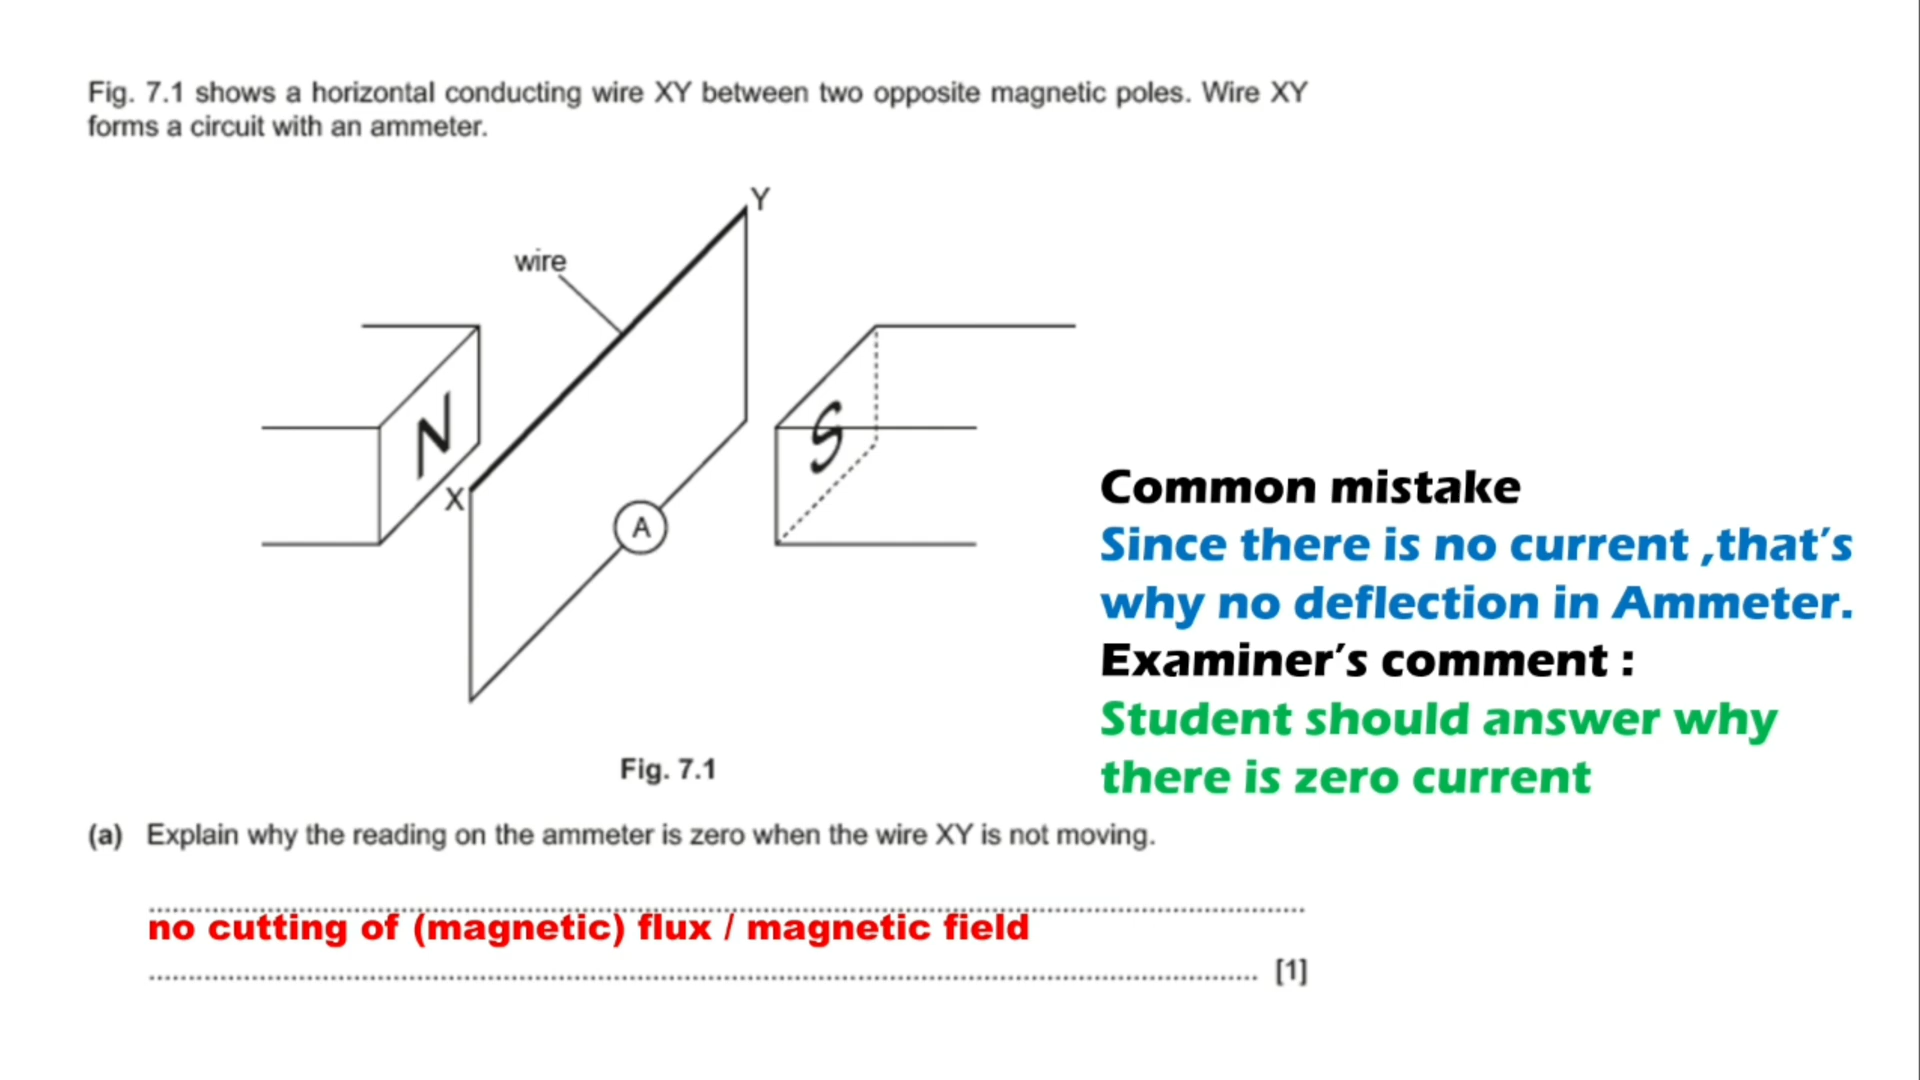 Fig. 7.1 shows a horizontal conducting wire XY between two opposite magnetic poles. Wire XY
forms a circuit with an ammeter.
Y
wire
N
S
X
A
Common mistake
Since there is no current ,that's
why no deflection in Ammeter.
Examiner's comment :
Student should answer why
there is zero current
Fig. 7.1
(a) Explain why the reading on the ammeter is zero when the wire XY is not moving.
no cutting of (magnetic) flux / magnetic field
[1]